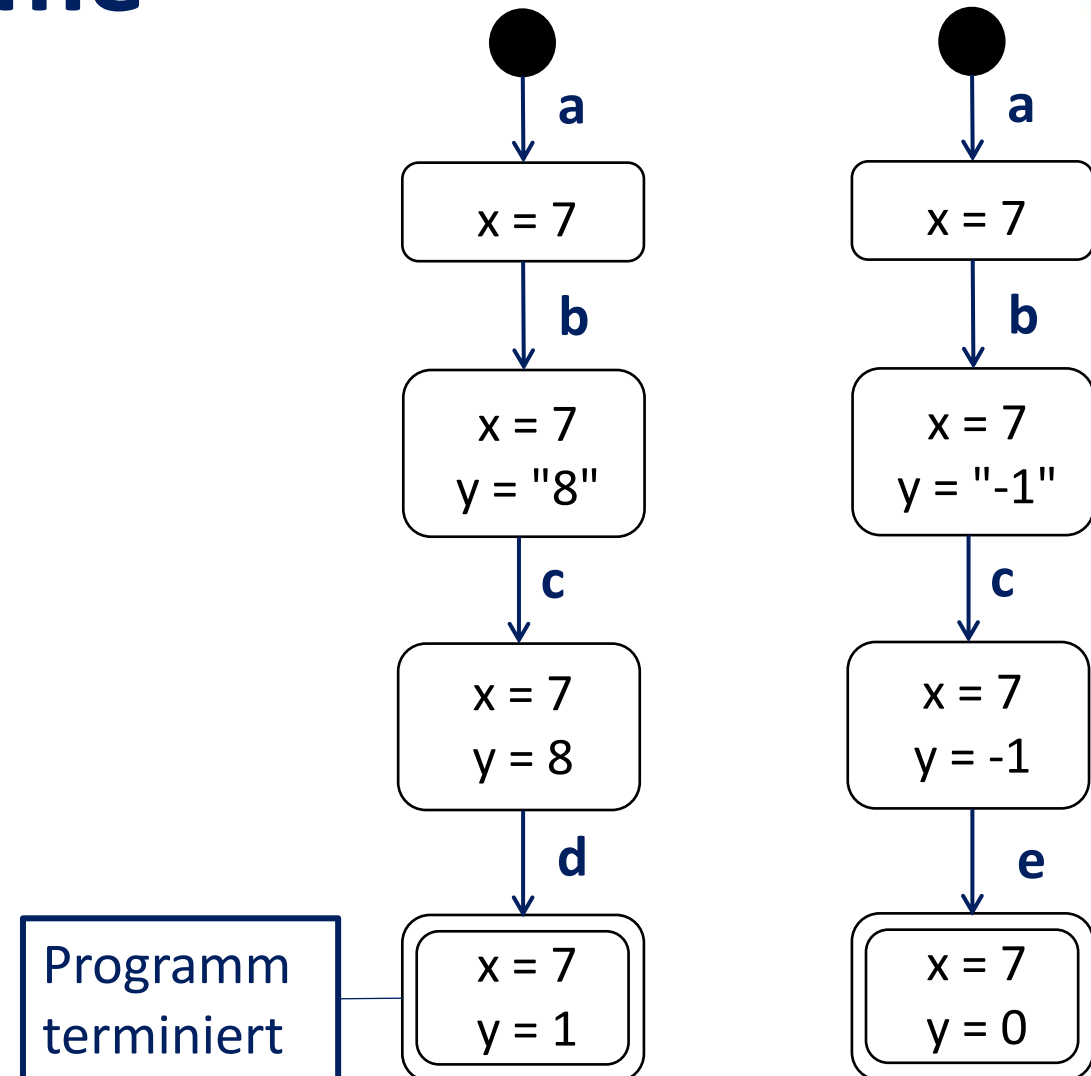 a
x = 7
b
x = 7
y = "8"
c
x = 7
y = 8
d
x = 7
y = 1
Programm
terminiert
a
x = 7
b
x = 7
y = "-1"
c
x = 7
y = -1
e
x = 7
y = 0